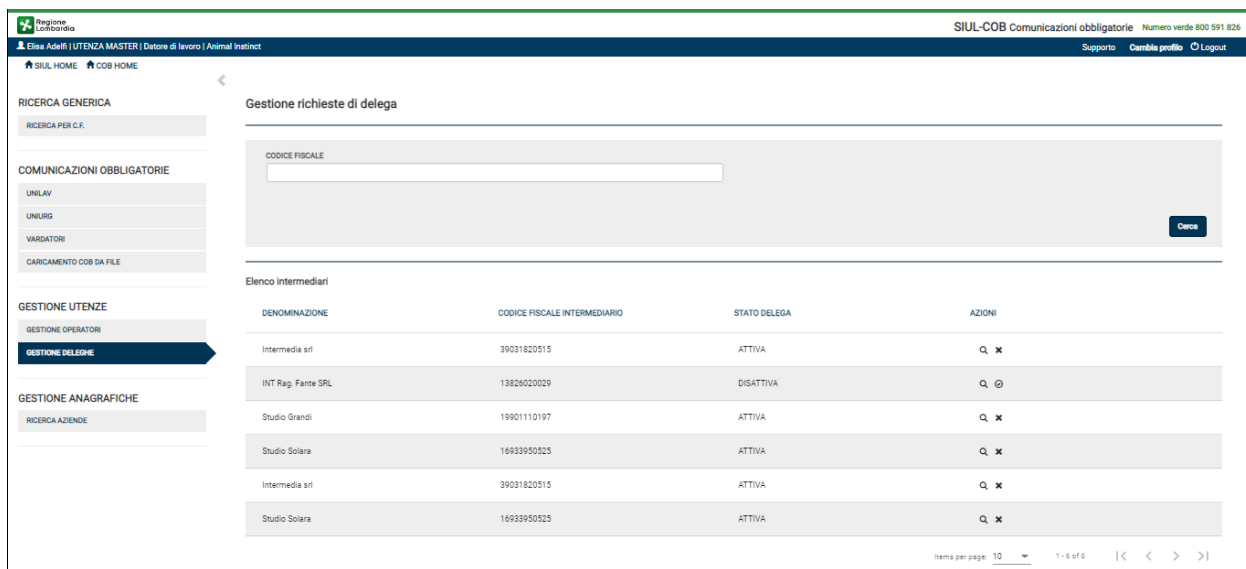 Regione
Lombardia
SIUL-COB Comunicazioni obbligatorie Numero verde 800 591 826
Elisa Adelfi | UTENZA MASTER | Datore di lavoro | Animal Instinct
Supporto Cambia profilo Logout
SIUL HOME COB HOME
RICERCA GENERICA
RICERCA PER C.F.
COMUNICAZIONI OBBLIGATORIE
UNILAV
UNIURG
VARDATORI
CARICAMENTO COB DA FILE
GESTIONE UTENZE
GESTIONE OPERATORI
GESTIONE DELEGHE
GESTIONE ANAGRAFICHE
RICERCA AZIENDE
Gestione richieste di delega
CODICE FISCALE
Cerca
Elenco intermediari
DENOMINAZIONE CODICE FISCALE INTERMEDIARIO STATO DELEGA AZIONI
Intermedia srl 39031820515 ATTIVA
INT Rag. Fante SRL 13826020029 DISATTIVA
Studio Grandi 19901110197 ATTIVA
Studio Solara 16933950525 ATTIVA
Intermedia srl 39031820515 ATTIVA
Studio Solara 16933950525 ATTIVA
Items per page: 10 1 - 6 of 6